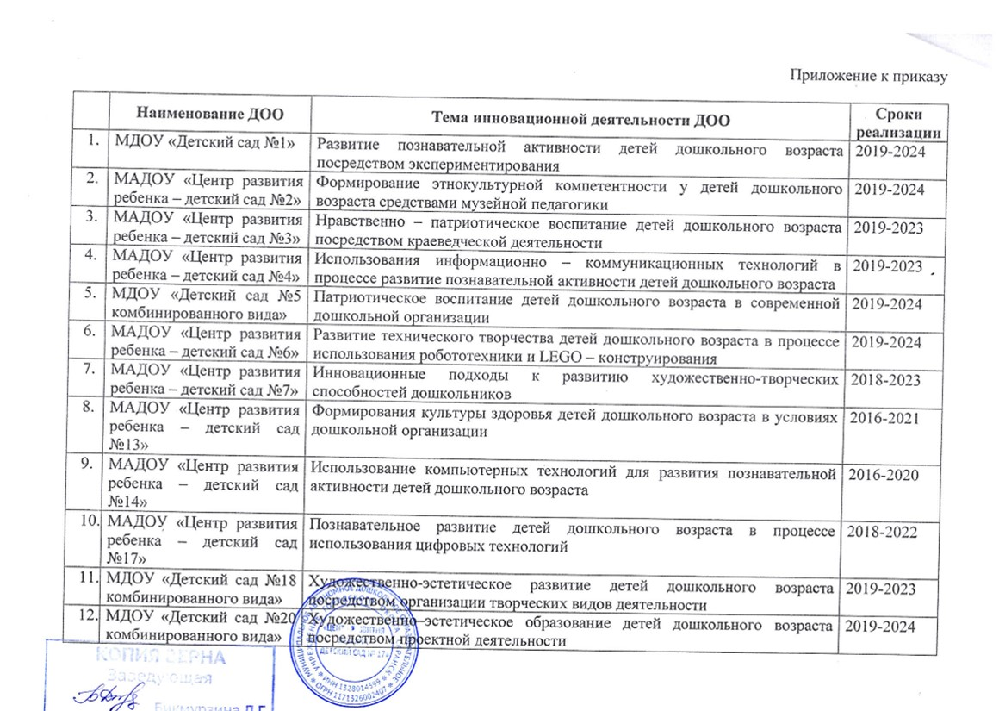 Приложение к приказу
Наименование ДОО
Тема инновационной деятельности ДОО
Сроки
реализации
1.
МДОУ «Детский сад №1»
Развитие познавательной активности детей дошкольного возраста
посредством экспериментирования
2019-2024
2.
МАДОУ «Центр развития
ребенка – детский сад №2»
Формирование этнокультурной компетентности у детей дошкольного
возраста средствами музейной педагогики
2019-2024
3.
МАДОУ «Центр развития
ребенка – детский сад №3»
Нравственно – патриотическое воспитание детей дошкольного возраста
посредством краеведческой деятельности
2019-2023
4.
МАДОУ «Центр развития
ребенка – детский сад №4»
Использования информационно – коммуникационных технологий в
процессе развитие познавательной активности детей дошкольного возраста
2019-2023
5.
МДОУ «Детский сад №5
комбинированного вида»
Патриотическое воспитание детей дошкольного возраста в современной
дошкольной организации
2019-2024
6.
МАДОУ «Центр развития
ребенка – детский сад №6»
Развитие технического творчества детей дошкольного возраста в процессе
использования робототехники и LEGO – конструирования
2019-2024
7.
МАДОУ «Центр развития
ребенка – детский сад №7»
Инновационные подходы к развитию художественно-творческих
способностей дошкольников
2018-2023
8.
МАДОУ «Центр развития
ребенка – детский сад
№13»
Формирования культуры здоровья детей дошкольного возраста в условиях
дошкольной организации
2016-2021
9.
МАДОУ «Центр развития
ребенка – детский сад
№14»
Использование компьютерных технологий для развития познавательной
активности детей дошкольного возраста
2016-2020
10.
МАДОУ «Центр развития
ребенка – детский сад
№17»
Познавательное развитие детей дошкольного возраста в процессе
использования цифровых технологий
2018-2022
11.
МДОУ «Детский сад №18
комбинированного вида»
Художественно-эстетическое развитие детей дошкольного возраста
посредством организации творческих видов деятельности
2019-2023
12.
МДОУ «Детский сад №20
комбинированного вида»
Художественно–эстетическое образование детей дошкольного возраста
посредством проектной деятельности
2019-2024
КОПИЯ ВЕРНА
Заведующая
Бикмурзина Л.Г.
ДЕТСКИЙ САД № 17»
ИНН 1328014599
ОГРН 1171326002407